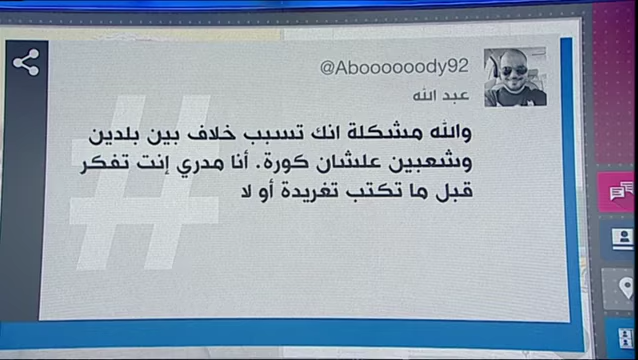 @Aboooooody92
عبد الله
والله مشكلة انك تسبب خلاف بين بلدين
وشعبين علشان كورة. أنا مدري إنت تفكر
قبل ما تكتب تغريدة أو لا